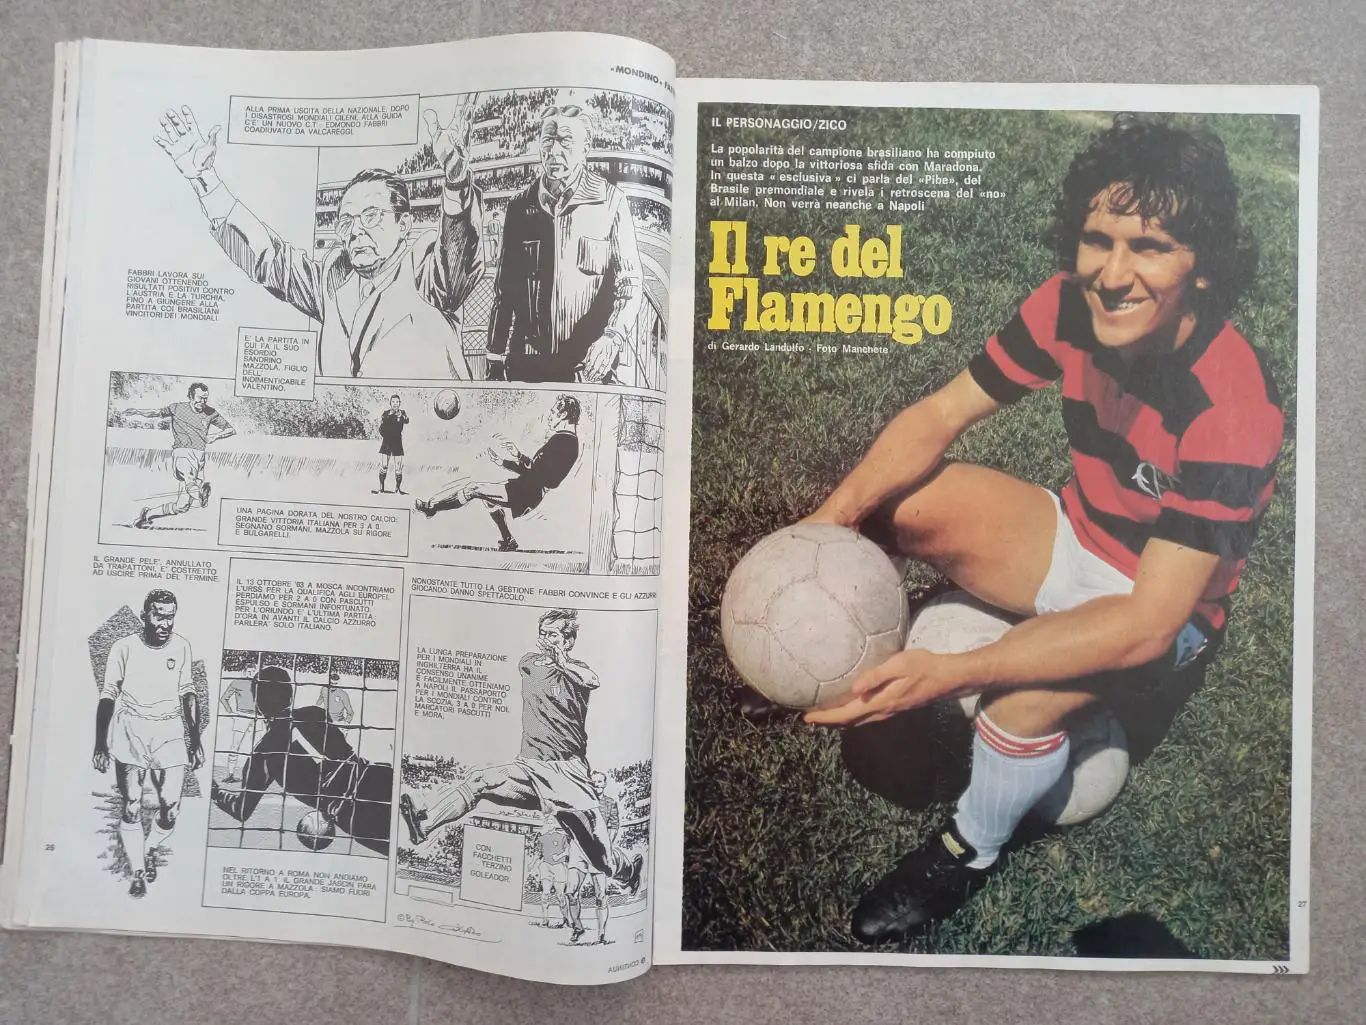 «MONDINO»
ALLA PRIMA USCITA DELLA NAZIONALE, DOPO
I DISASTROSI MONDIALI CILENI, ALLA GUIDA
C'E' UN NUOVO C.T.: EDMONDO FABBRI
COADIUVATO DA VALCAREGGI.
FABBRI LAVORA SUI
GIOVANI OTTENENDO
RISULTATI POSITIVI CONTRO
L'AUSTRIA E LA TURCHIA,
FINO A GIUNGERE ALLA
PARTITA COI BRASILIANI
VINCITORI DEI MONDIALI.
E' LA PARTITA IN
CUI FA IL SUO
ESORDIO
SANDRINO
MAZZOLA, FIGLIO
DELL'
INDIMENTICABILE
VALENTINO.
UNA PAGINA DORATA DEL NOSTRO CALCIO:
GRANDE VITTORIA ITALIANA PER 3 A 0.
SEGNANO SORMANI, MAZZOLA SU RIGORE
E BULGARELLI.
IL GRANDE PELE', ANNULLATO
DA TRAPATTONI, E' COSTRETTO
AD USCIRE PRIMA DEL TERMINE.
IL 13 OTTOBRE '63 A MOSCA INCONTRIAMO
L'URSS PER LA QUALIFICA AGLI EUROPEI.
PERDIAMO PER 2 A 0 CON PASCUTTI
ESPULSO E SORMANI INFORTUNATO.
PER L'ORIUNDO E' L'ULTIMA PARTITA:
D'ORA IN AVANTI IL CALCIO AZZURRO
PARLERA' SOLO ITALIANO.
NEL RITORNO A ROMA NON ANDIAMO
OLTRE L'1 A 1 IL GRANDE JASCIN PARA
UN RIGORE A MAZZOLA: SIAMO FUORI
DALLA COPPA EUROPA.
NONOSTANTE TUTTO LA GESTIONE FABBRI CONVINCE E GLI AZZURRI
GIOCANDO DANNO SPETTACOLO.
LA LUNGA PREPARAZIONE
PER I MONDIALI IN
INGHILTERRA HA IL
CONSENSO UNANIME
E FACILMENTE OTTENIAMO
A NAPOLI IL PASSAPORTO
PER I MONDIALI CONTRO
LA SCOZIA, 3 A 0 PER NOI.
MARCATORI PASCUTTI
E MORA,
CON
FACCHETTI
TERZINO
GOLEADOR.
CONTINUA
IL PERSONAGGIO/ZICO
La popolarità del campione brasiliano ha compiuto
un balzo dopo la vittoriosa sfida con Maradona.
In questa «esclusiva» ci parla del «Pibe», del
Brasile premondiale e rivela i retroscena del «no»
al Milan. Non verrà neanche a Napoli
Il re del
Flamengo
di Gerardo Landulfo - Foto Manchete
27